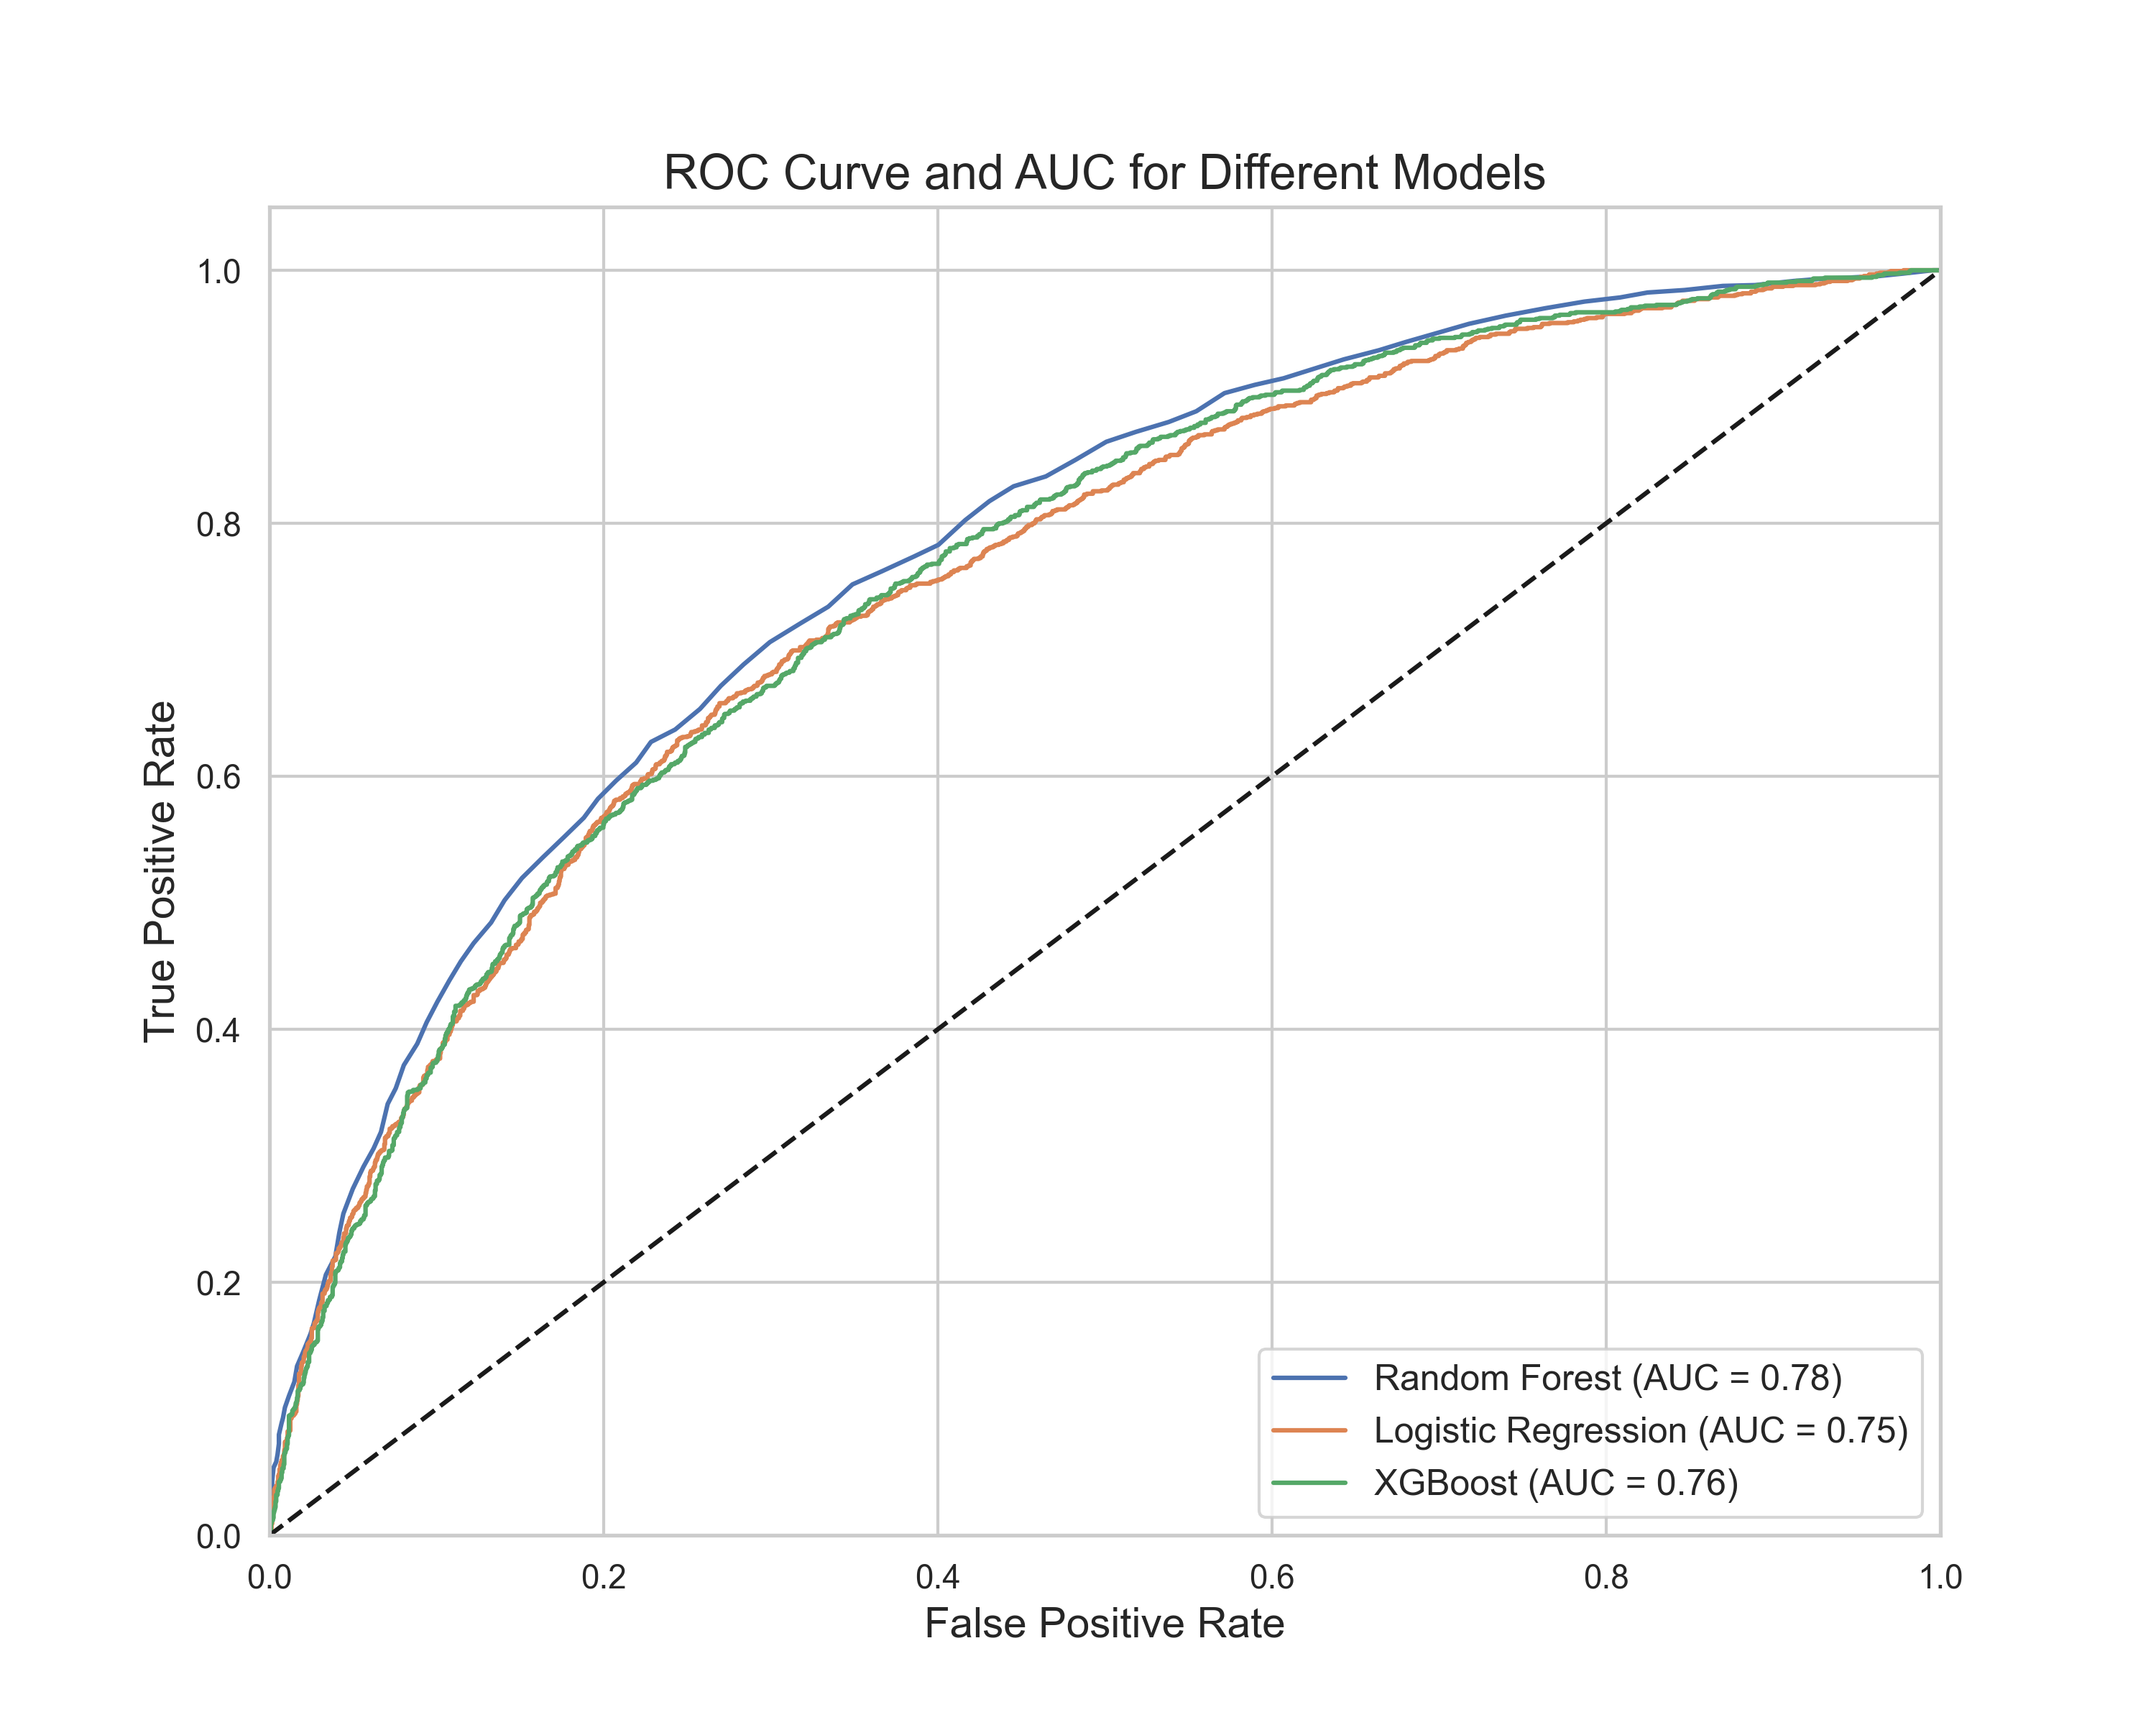 ROC Curve and AUC for Different Models
True Positive Rate
1.0
0.8
0.6
0.4
0.2
0.0
0.0 0.2 0.4 0.6 0.8 1.0
False Positive Rate
Random Forest (AUC = 0.78)
Logistic Regression (AUC = 0.75)
XGBoost (AUC = 0.76)